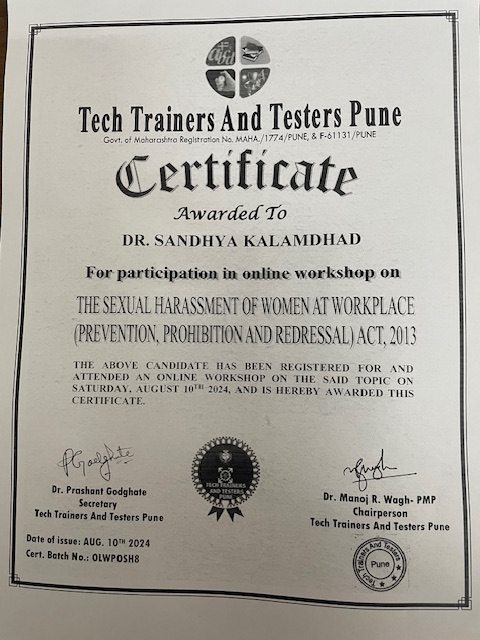 Tech Trainers And Testers Pune
Govt. of Maharashtra Registration No. MAHA./1774/PUNE, & F-61131/PUNE
Certificate
Awarded To
DR. SANDHYA KALAMDHAD
For participation in online workshop on
THE SEXUAL HARASSMENT OF WOMEN AT WORKPLACE
(PREVENTION, PROHIBITION AND REDRESSAL) ACT, 2013
THE ABOVE CANDIDATE HAS BEEN REGISTERED FOR AND
ATTENDED AN ONLINE WORKSHOP ON THE SAID TOPIC ON
SATURDAY, AUGUST 10TH 2024, AND IS HEREBY AWARDED THIS
CERTIFICATE.
PGodghate
Dr. Prashant Godghate
Secretary
Tech Trainers And Testers Pune
TECH TRAINERS
AND TESTERS
PUNE
Dr. Manoj R. Wagh- PMP
Chairperson
Tech Trainers And Testers Pune
Date of issue: AUG. 10TH 2024
Cert. Batch No.: OLWPOSH8
Tech Trainers And Testers
Pune